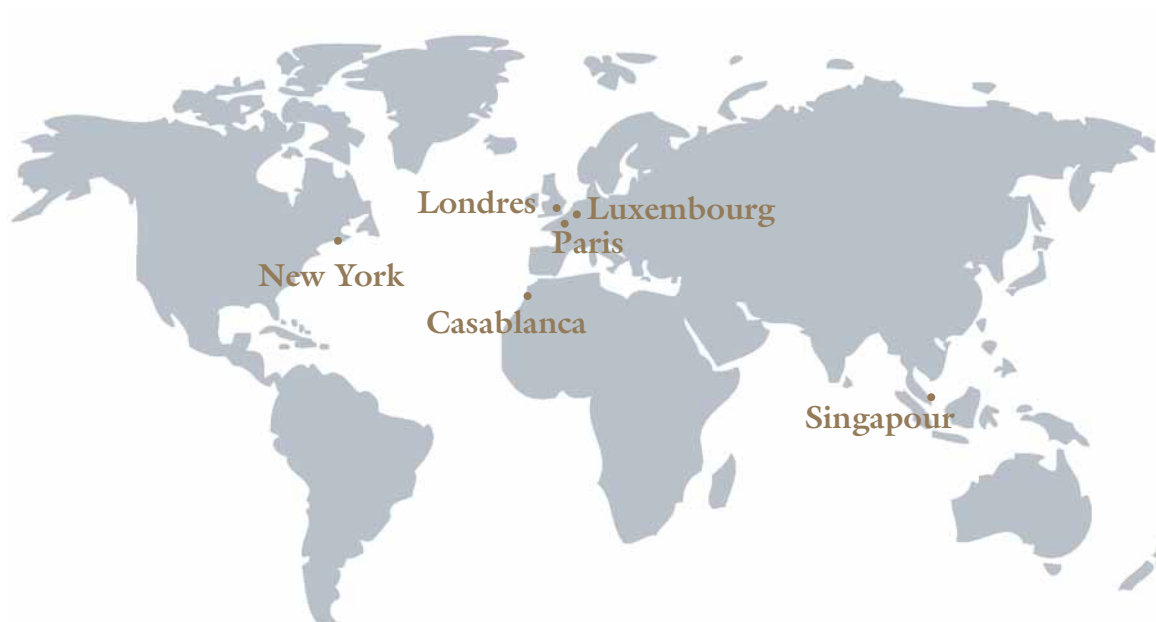 Londres
Luxembourg
Paris
New York
Casablanca
Singapour